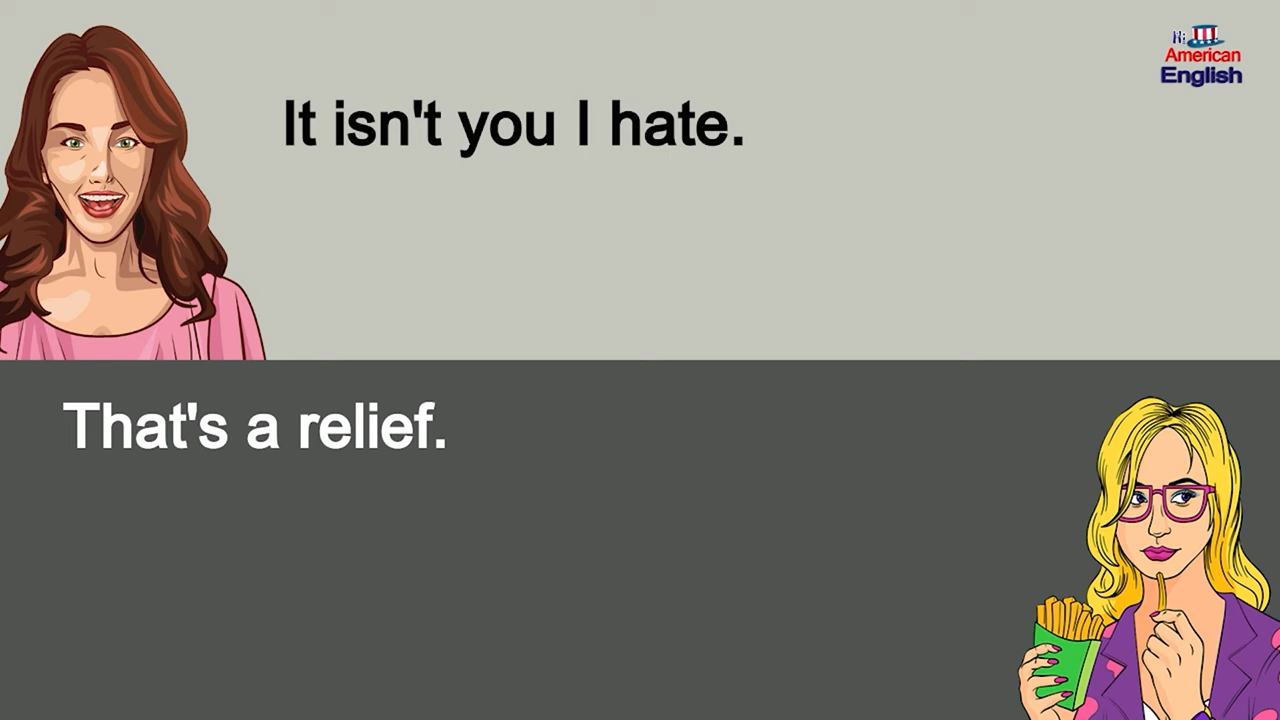 Hi
American
English
It isn't you I hate.
That's a relief.